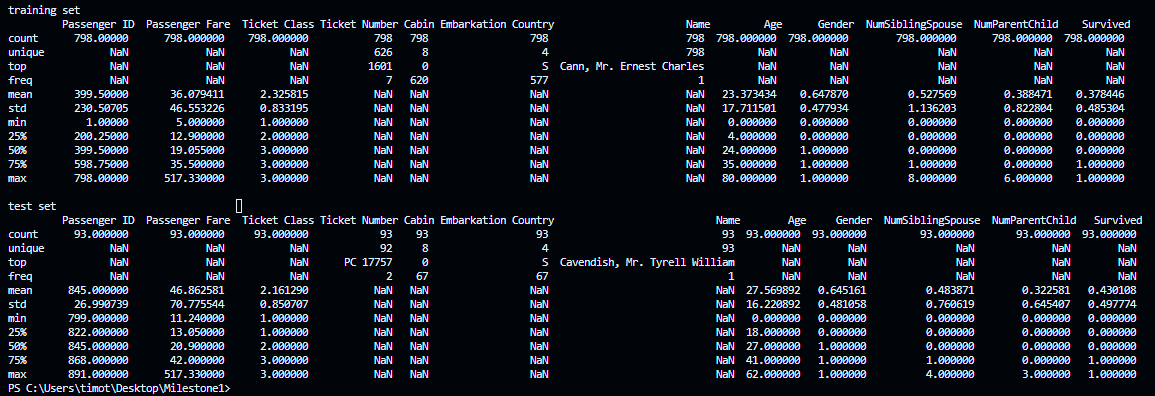 training set
Passenger ID Passenger Fare Ticket Class Ticket Number Cabin Embarkation Country Name Age Gender NumSiblingSpouse NumParentChild Survived
count 798.00000 798.000000 798.000000 798 798 798 798 798.000000 798.000000 798.000000 798.000000 798.000000
unique NaN NaN NaN 626 8 4 798 NaN NaN NaN NaN NaN
top NaN NaN NaN 1601 0 S Cann, Mr. Ernest Charles NaN NaN NaN NaN NaN
freq NaN NaN NaN 7 620 577 1 NaN NaN NaN NaN NaN
mean 399.50000 36.079411 2.325815 NaN NaN NaN NaN 23.373434 0.647870 0.527569 0.388471 0.378446
std 230.50705 46.553226 0.833195 NaN NaN NaN NaN 17.711501 0.477934 1.136203 0.822804 0.485304
min 1.00000 5.000000 1.000000 NaN NaN NaN NaN 0.000000 0.000000 0.000000 0.000000 0.000000
25% 200.25000 12.900000 2.000000 NaN NaN NaN NaN 4.000000 0.000000 0.000000 0.000000 0.000000
50% 399.50000 19.055000 3.000000 NaN NaN NaN NaN 24.000000 1.000000 0.000000 0.000000 0.000000
75% 598.75000 35.500000 3.000000 NaN NaN NaN NaN 35.000000 1.000000 1.000000 0.000000 1.000000
max 798.00000 517.330000 3.000000 NaN NaN NaN NaN 80.000000 1.000000 8.000000 6.000000 1.000000
test set
Passenger ID Passenger Fare Ticket Class Ticket Number Cabin Embarkation Country Name Age Gender NumSiblingSpouse NumParentChild Survived
count 93.000000 93.000000 93.000000 93 93 93 93 93.000000 93.000000 93.000000 93.000000 93.000000
unique NaN NaN NaN 92 8 4 93 NaN NaN NaN NaN NaN
top NaN NaN NaN PC 17757 0 S Cavendish, Mr. Tyrell William NaN NaN NaN NaN NaN
freq NaN NaN NaN 2 67 67 1 NaN NaN NaN NaN NaN
mean 845.000000 46.862581 2.161290 NaN NaN NaN NaN 27.569892 0.645161 0.483871 0.322581 0.430108
std 26.990739 70.775544 0.850707 NaN NaN NaN NaN 16.220892 0.481058 0.760619 0.645407 0.497774
min 799.000000 11.240000 1.000000 NaN NaN NaN NaN 0.000000 0.000000 0.000000 0.000000 0.000000
25% 822.000000 13.050000 1.000000 NaN NaN NaN NaN 18.000000 0.000000 0.000000 0.000000 0.000000
50% 845.000000 20.900000 2.000000 NaN NaN NaN NaN 27.000000 1.000000 0.000000 0.000000 0.000000
75% 868.000000 42.000000 3.000000 NaN NaN NaN NaN 41.000000 1.000000 1.000000 0.000000 1.000000
max 891.000000 517.330000 3.000000 NaN NaN NaN NaN 62.000000 1.000000 4.000000 3.000000 1.000000
PS C:\Users\timot\Desktop\Milestone1>